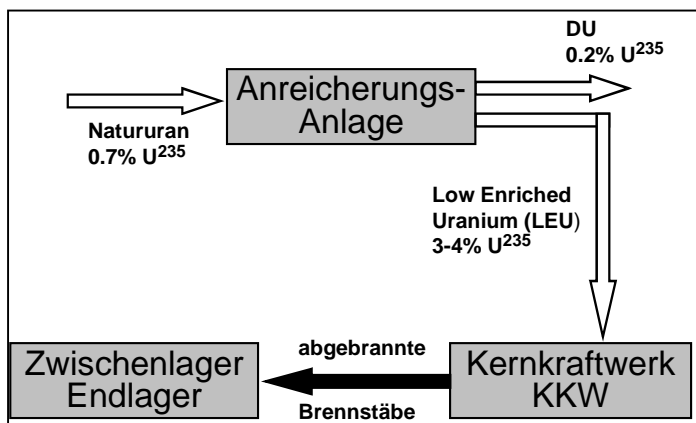 DU
0.2% U235
Anreicherungs-
Anlage
Natururan
0.7% U235
Low Enriched
Uranium (LEU)
3-4% U235
Zwischenlager
Endlager
abgebrannte
Brennstäbe
Kernkraftwerk
KKW